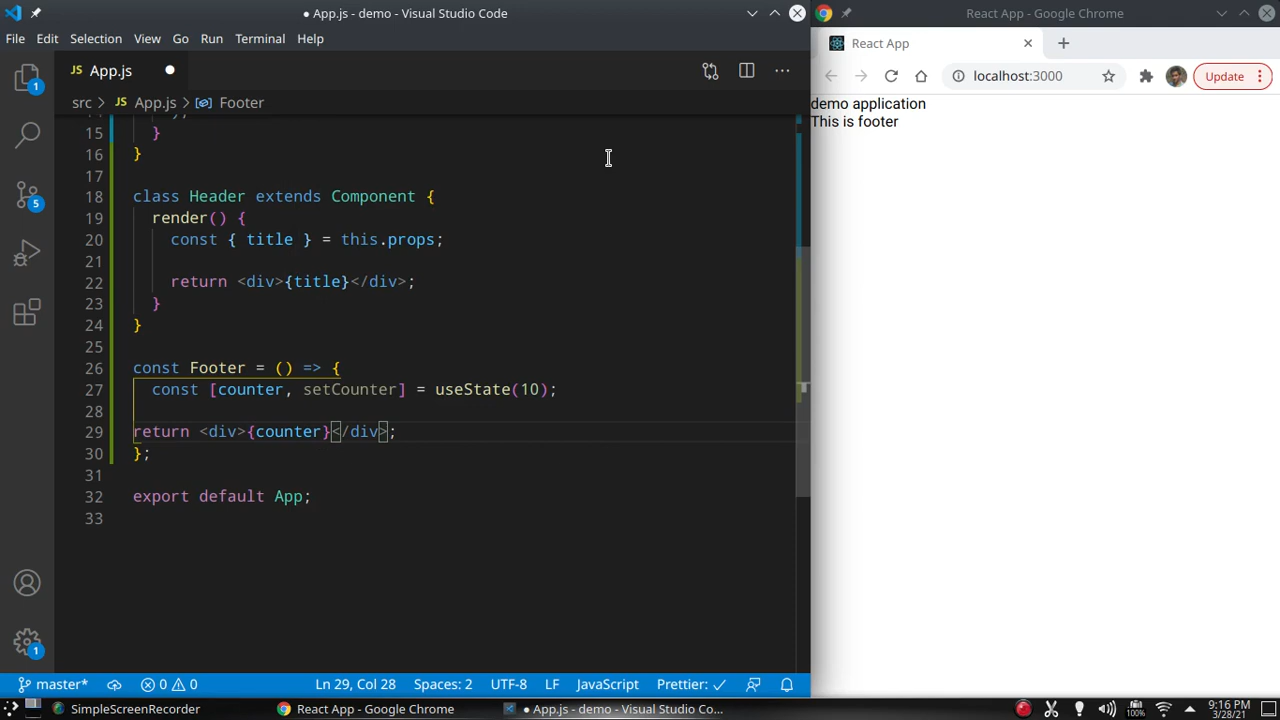 ● App.js - demo - Visual Studio Code
File Edit Selection View Go Run Terminal Help
JS App.js
src > JS App.js > Footer
15 }
16 }
17
18 class Header extends Component {
19 render() {
20 const { title } = this.props;
21
22 return <div>{title}</div>;
23 }
24 }
25
26 const Footer = () => {
27 const [counter, setCounter] = useState(10);
28
29 return <div>{counter}</div>;
30 };
31
32 export default App;
33
1
5
1
master* 0 0 Ln 29, Col 28 Spaces: 2 UTF-8 LF JavaScript Prettier: ✓
React App - Google Chrome
React App
localhost:3000 Update
demo application
This is footer
SimpleScreenRecorder React App - Google Chrome ● App.js - demo - Visual Studio Co... 100% 9:16 PM
3/28/21